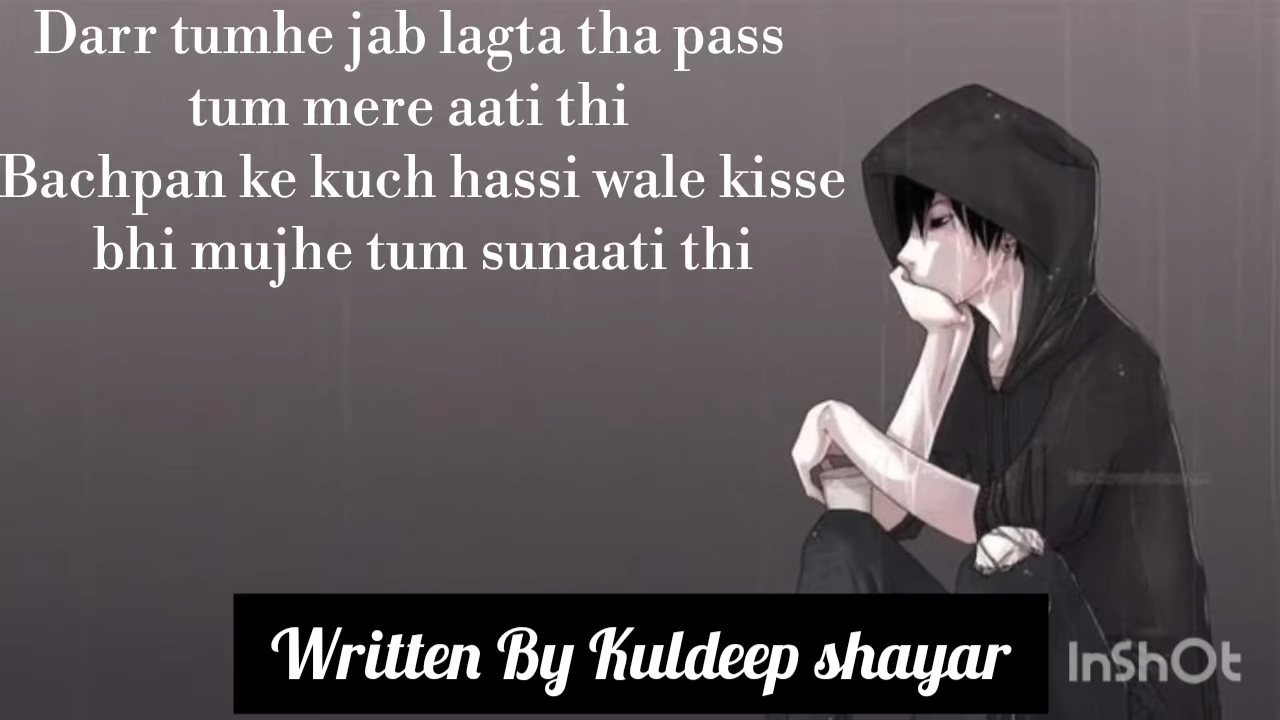 Darr tumhe jab lagta tha pass
tum mere aati thi
Bachpan ke kuch hassi wale kisse
bhi mujhe tum sunaati thi
Written By Kuldeep shayar
InShOt